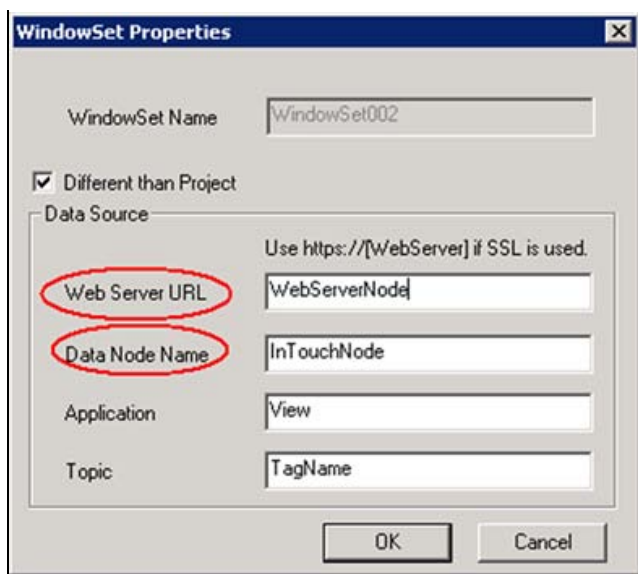 WindowSet Properties
WindowSet Name WindowSet002
Different than Project
Data Source
Use https://[WebServer] if SSL is used.
Web Server URL WebServerNode
Data Node Name InTouchNode
Application View
Topic TagName
OK Cancel